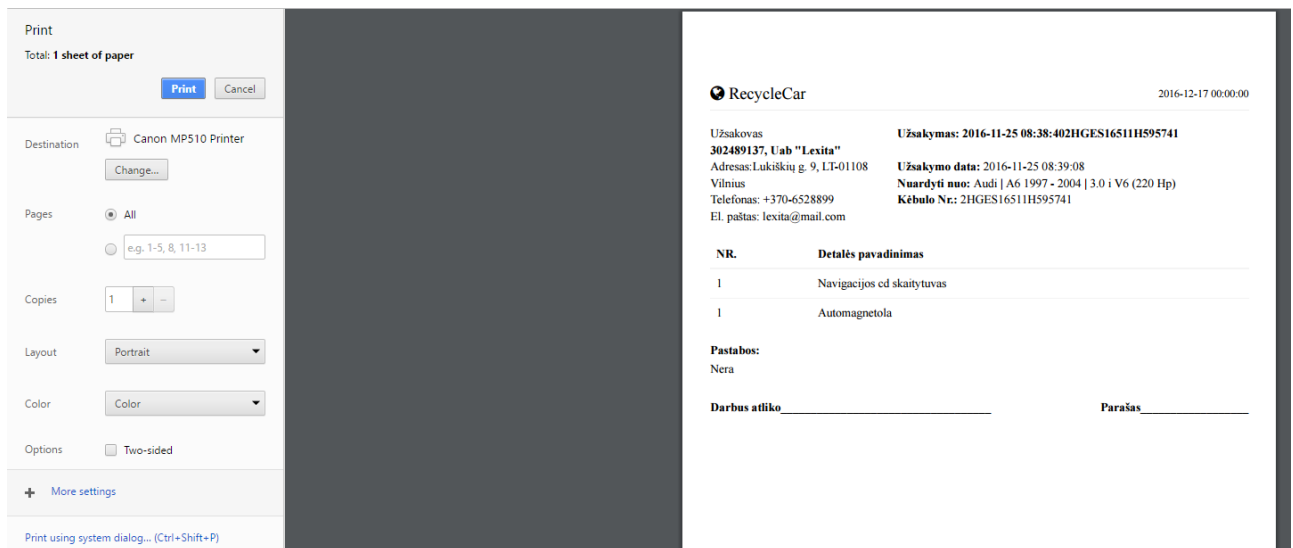 Print
Total: 1 sheet of paper
Print Cancel
Destination Canon MP510 Printer
Change...
Pages All
e.g. 1-5, 8, 11-13
Copies 1 + −
Layout Portrait
Color Color
Options Two-sided
+ More settings
Print using system dialog... (Ctrl+Shift+P)
RecycleCar 2016-12-17 00:00:00
Užsakovas
302489137, Uab "Lexita"
Adresas:Lukiškių g. 9, LT-01108
Vilnius
Telefonas: +370-6528899
El. paštas: lexita@mail.com
Užsakymas: 2016-11-25 08:38:402HGES16511H595741
Užsakymo data: 2016-11-25 08:39:08
Nuardyti nuo: Audi | A6 1997 - 2004 | 3.0 i V6 (220 Hp)
Kėbulo Nr.: 2HGES16511H595741
NR. Detalės pavadinimas
1 Navigacijos cd skaitytuvas
1 Automagnetola
Pastabos:
Nera
Darbus atliko___________________________________ Parašas__________________